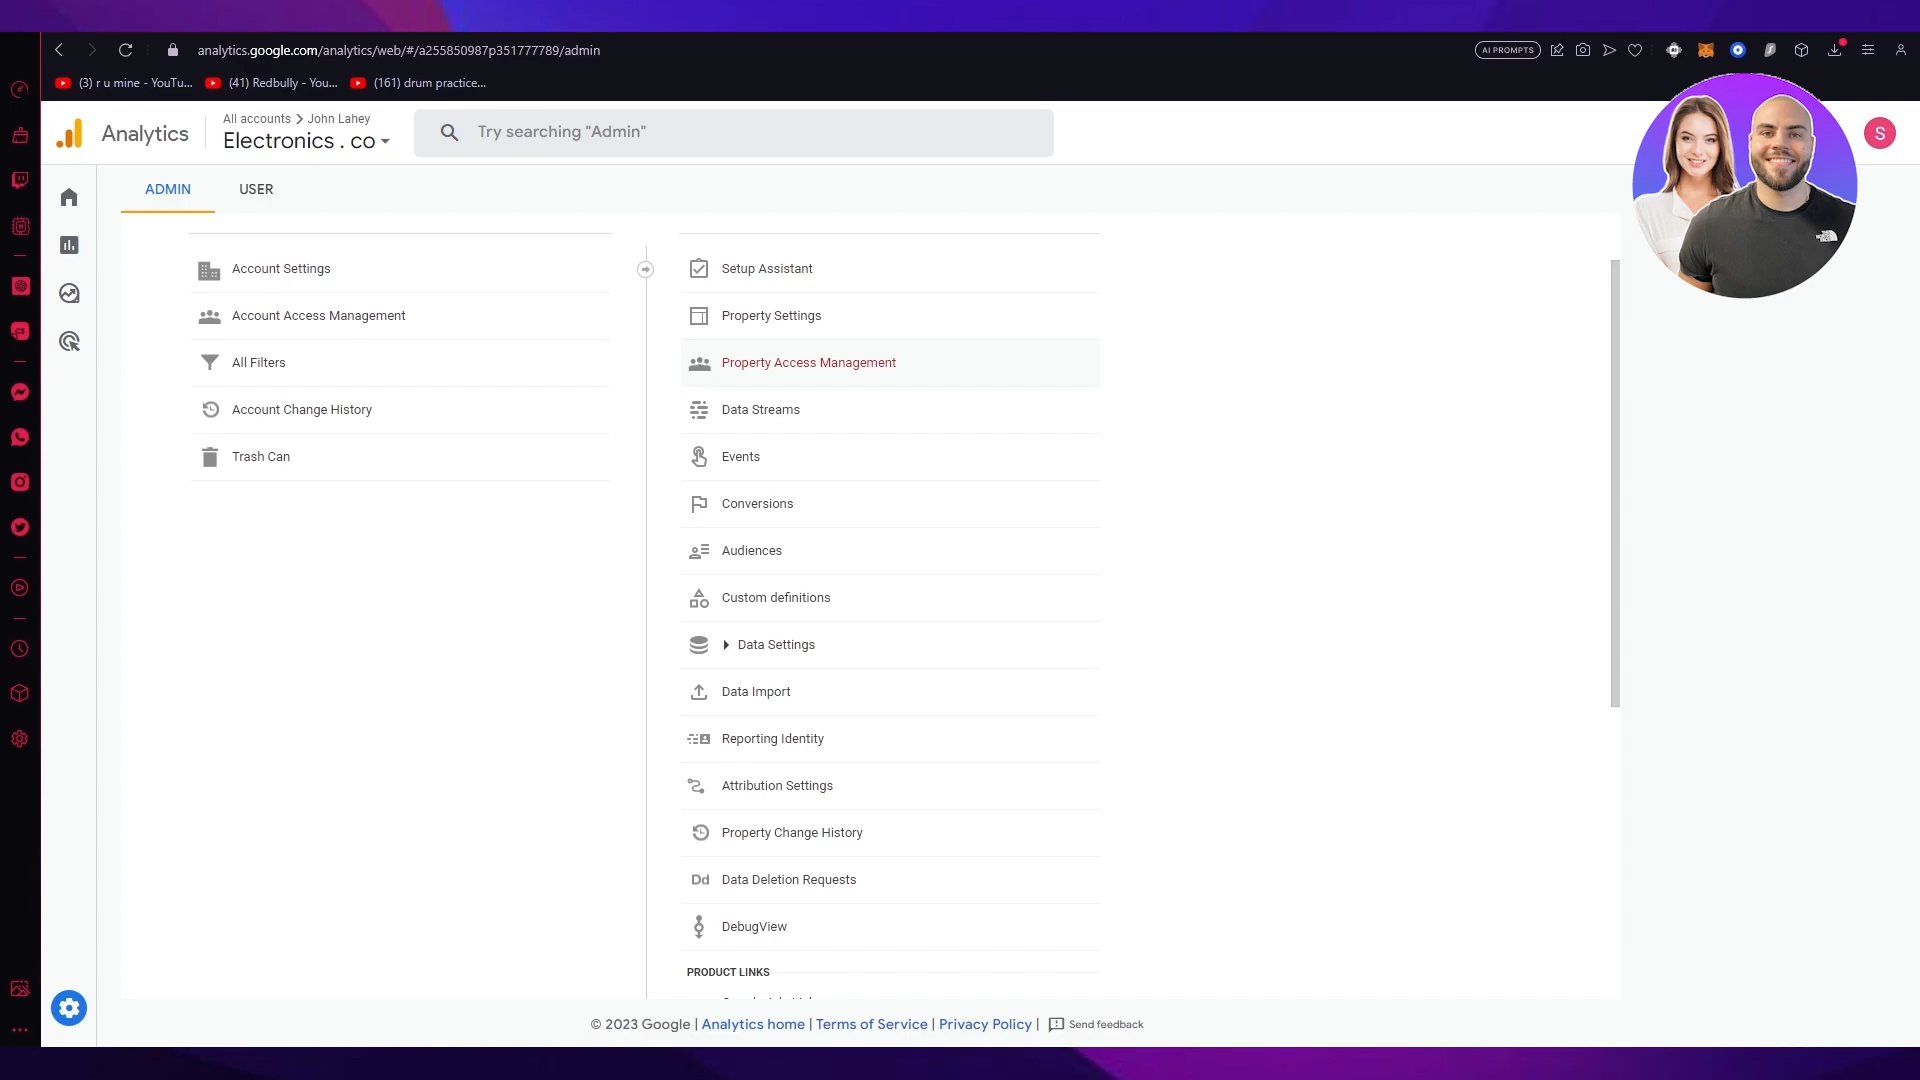 analytics.google.com/analytics/web/#/a255850987p351777789/admin
AI PROMPTS
(3) r u mine - YouTu...
(41) Redbully - You...
(161) drum practice...
Analytics
All accounts > John Lahey
Electronics . co
Try searching "Admin"
S
ADMIN
USER
Account Settings
Account Access Management
All Filters
Account Change History
Trash Can
Setup Assistant
Property Settings
Property Access Management
Data Streams
Events
Conversions
Audiences
Custom definitions
Data Settings
Data Import
Reporting Identity
Attribution Settings
Property Change History
Dd Data Deletion Requests
DebugView
PRODUCT LINKS
© 2023 Google | Analytics home | Terms of Service | Privacy Policy | Send feedback